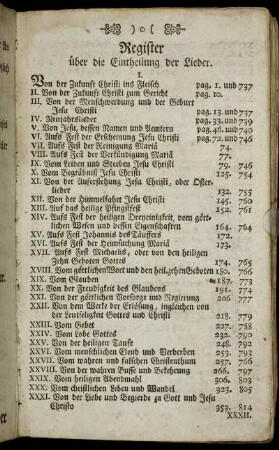 ) o (
Register
über die Eintheilung der Lieder.
I.
Von der Zukunft Christi ins Fleisch pag. 1. und 737
II. Von der Zukunft Christi zum Gericht pag. 10.
III. Von der Menschwerdung und der Geburt
Jesu Christi pag. 13. und 737
IV. Neujahrslieder pag. 33. und 739
V. Von Jesu, dessen Namen und Aemtern pag. 46. und 740
VI. Aufs Fest der Erscheinung Jesu Christi pag. 72. und 746
VII. Aufs Fest der Reinigung Mariä 74.
VIII. Aufs Fest der Verkündigung Mariä 77.
IX. Vom Leiden und Sterben Jesu Christi 79. 746
X. Vom Begräbniß Jesu Christi 125. 754
XI. Von der Auferstehung Jesu Christi, oder Oster-
lieder 132. 755
XII. Von der Himmelfahrt Jesu Christi 145. 760
XIII. Auf das heilige Pfingstfest 152. 761
XIV. Aufs Fest der heiligen Dreyeinigkeit, vom gött-
lichen Wesen und dessen Eigenschaften 164. 764
XV. Aufs Fest Johannis des Täuffers 172.
XVI. Aufs Fest der Heimsuchung Mariä 173.
XVII. Aufs Fest Michaelis, oder von den heiligen
Zehn Geboten Gottes 174. 765
XVIII. Vom göttlichen Wort und den heiligen Geboten 180. 766
XIX. Vom Glauben 187. 773
XX. Von der Freudigkeit des Glaubens 191. 774
XXI. Von der göttlichen Vorsorge und Regierung 206 777
XXII. Von dem Werke der Erlösung, ingleichen von
der Leutseligkeit Gottes und Christi 218. 779
XXIII. Vom Gebet 227. 788
XXIV. Vom Lobe Gottes 232. 790
XXV. Von der heiligen Taufe 248. 792
XXVI. Vom menschlichen Elend und Verderben 253. 793
XXVII. Vom wahren und falschen Christenthum 257. 793
XXVIII. Von der wahren Busse und Bekehrung 266. 797
XXIX. Vom heiligen Abendmahl 306. 803
XXX. Vom christlichen Leben und Wandel 323. 805
XXXI. Von der Liebe und Begierde zu Gott und Jesu
Christo 353. 814
XXXII.